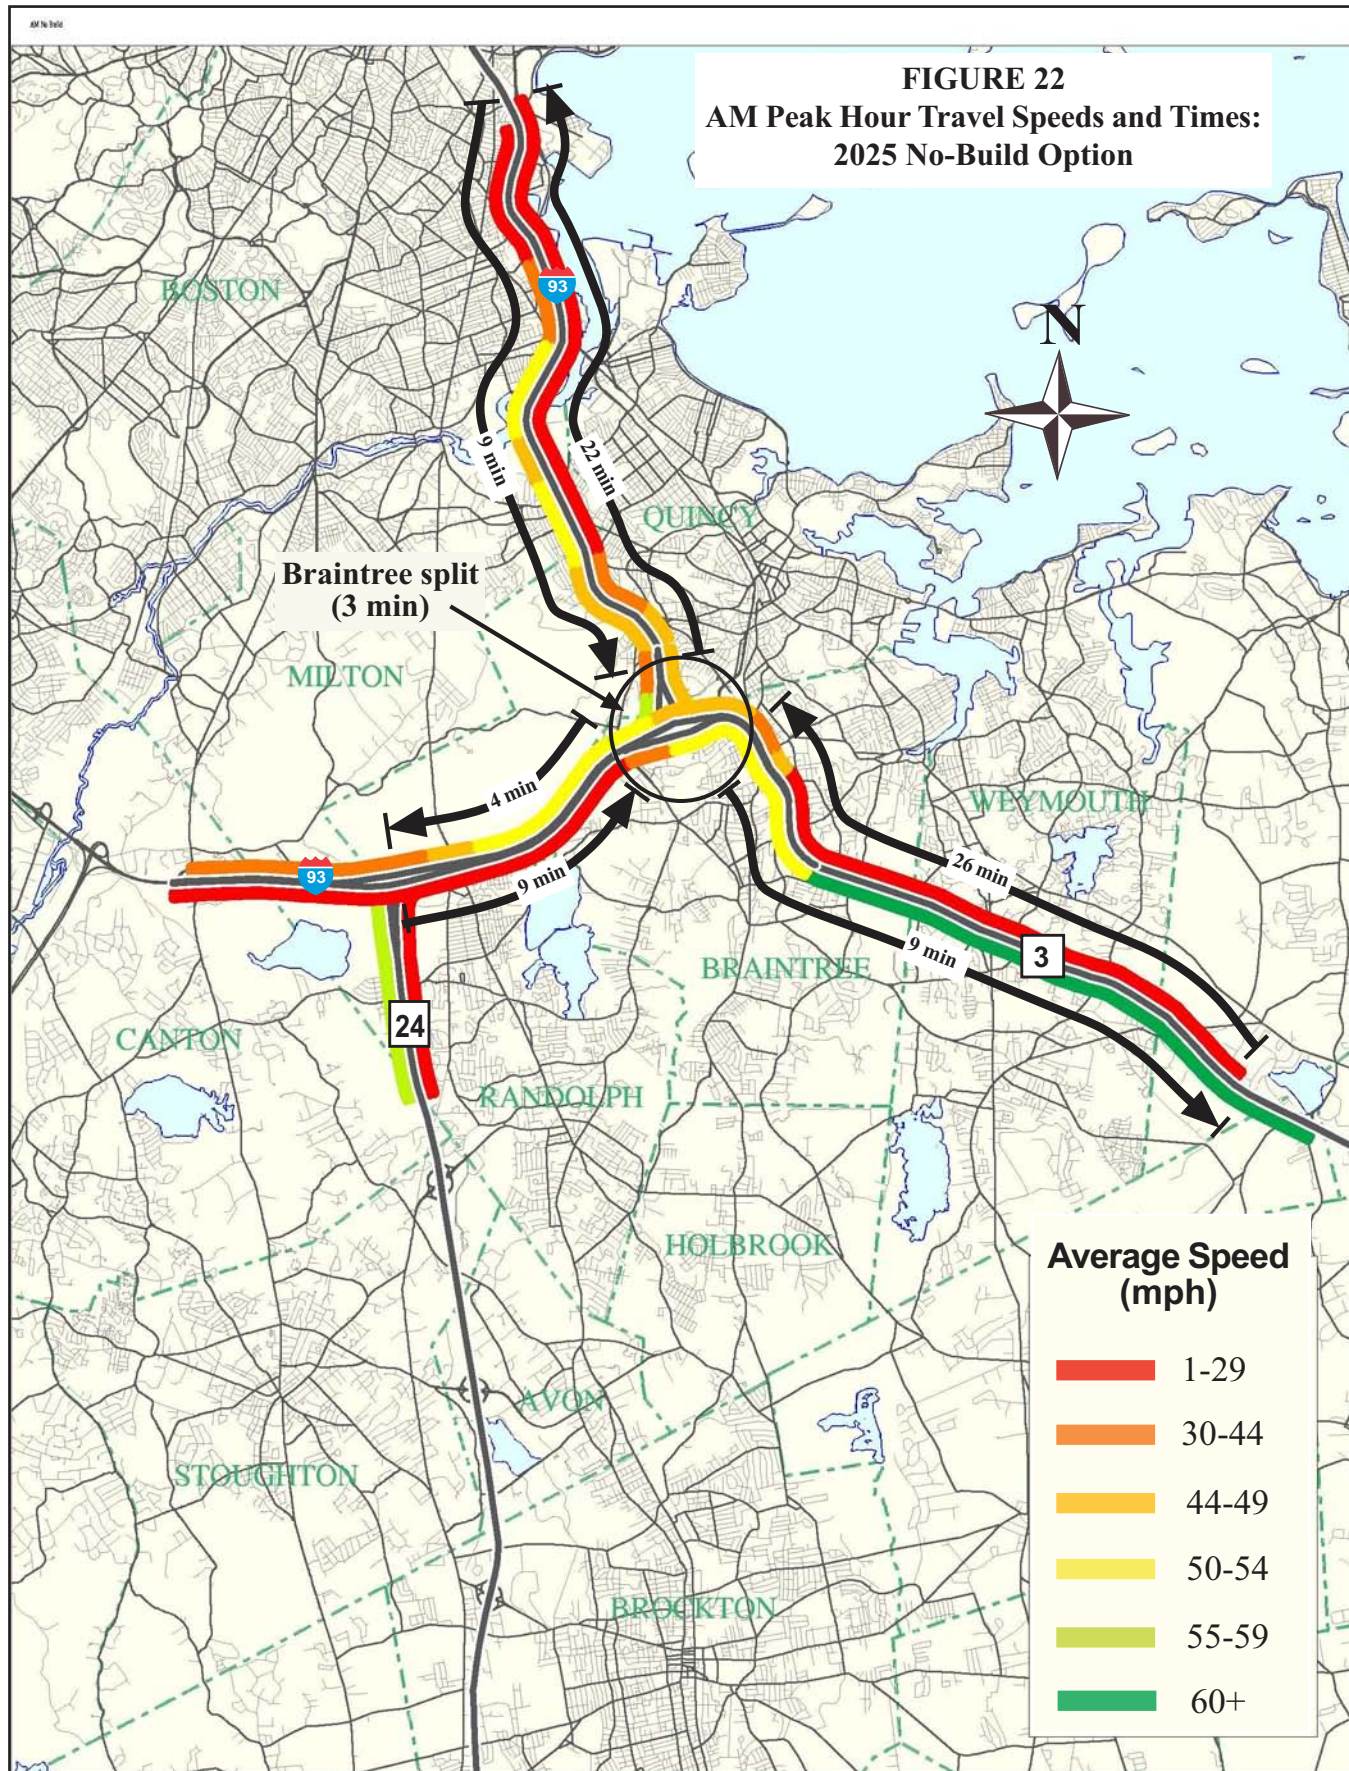 AM No Build
FIGURE 22
AM Peak Hour Travel Speeds and Times:
2025 No-Build Option
BOSTON
93
N
9 min
22 min
QUINCY
Braintree split
(3 min)
MILTON
4 min
WEYMOUTH
93
9 min
26 min
9 min
3
BRAINTREE
24
CANTON
RANDOLPH
HOLBROOK
Average Speed
(mph)
1-29
30-44
44-49
50-54
55-59
60+
AVON
STOUGHTON
BROCKTON